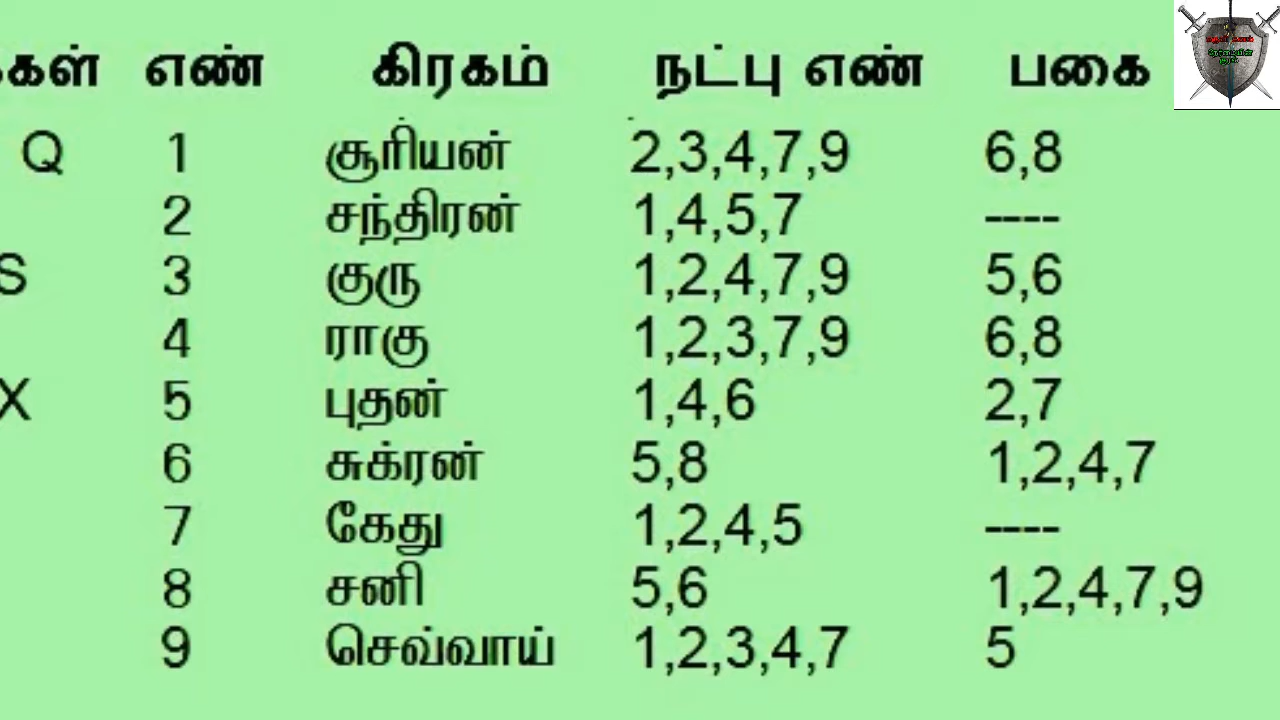 எண் கிரகம் நட்பு எண் பகை
Q 1 சூரியன் 2,3,4,7,9 6,8
2 சந்திரன் 1,4,5,7 ----
S 3 குரு 1,2,4,7,9 5,6
4 ராகு 1,2,3,7,9 6,8
X 5 புதன் 1,4,6 2,7
6 சுக்ரன் 5,8 1,2,4,7
7 கேது 1,2,4,5 ----
8 சனி 5,6 1,2,4,7,9
9 செவ்வாய் 1,2,3,4,7 5